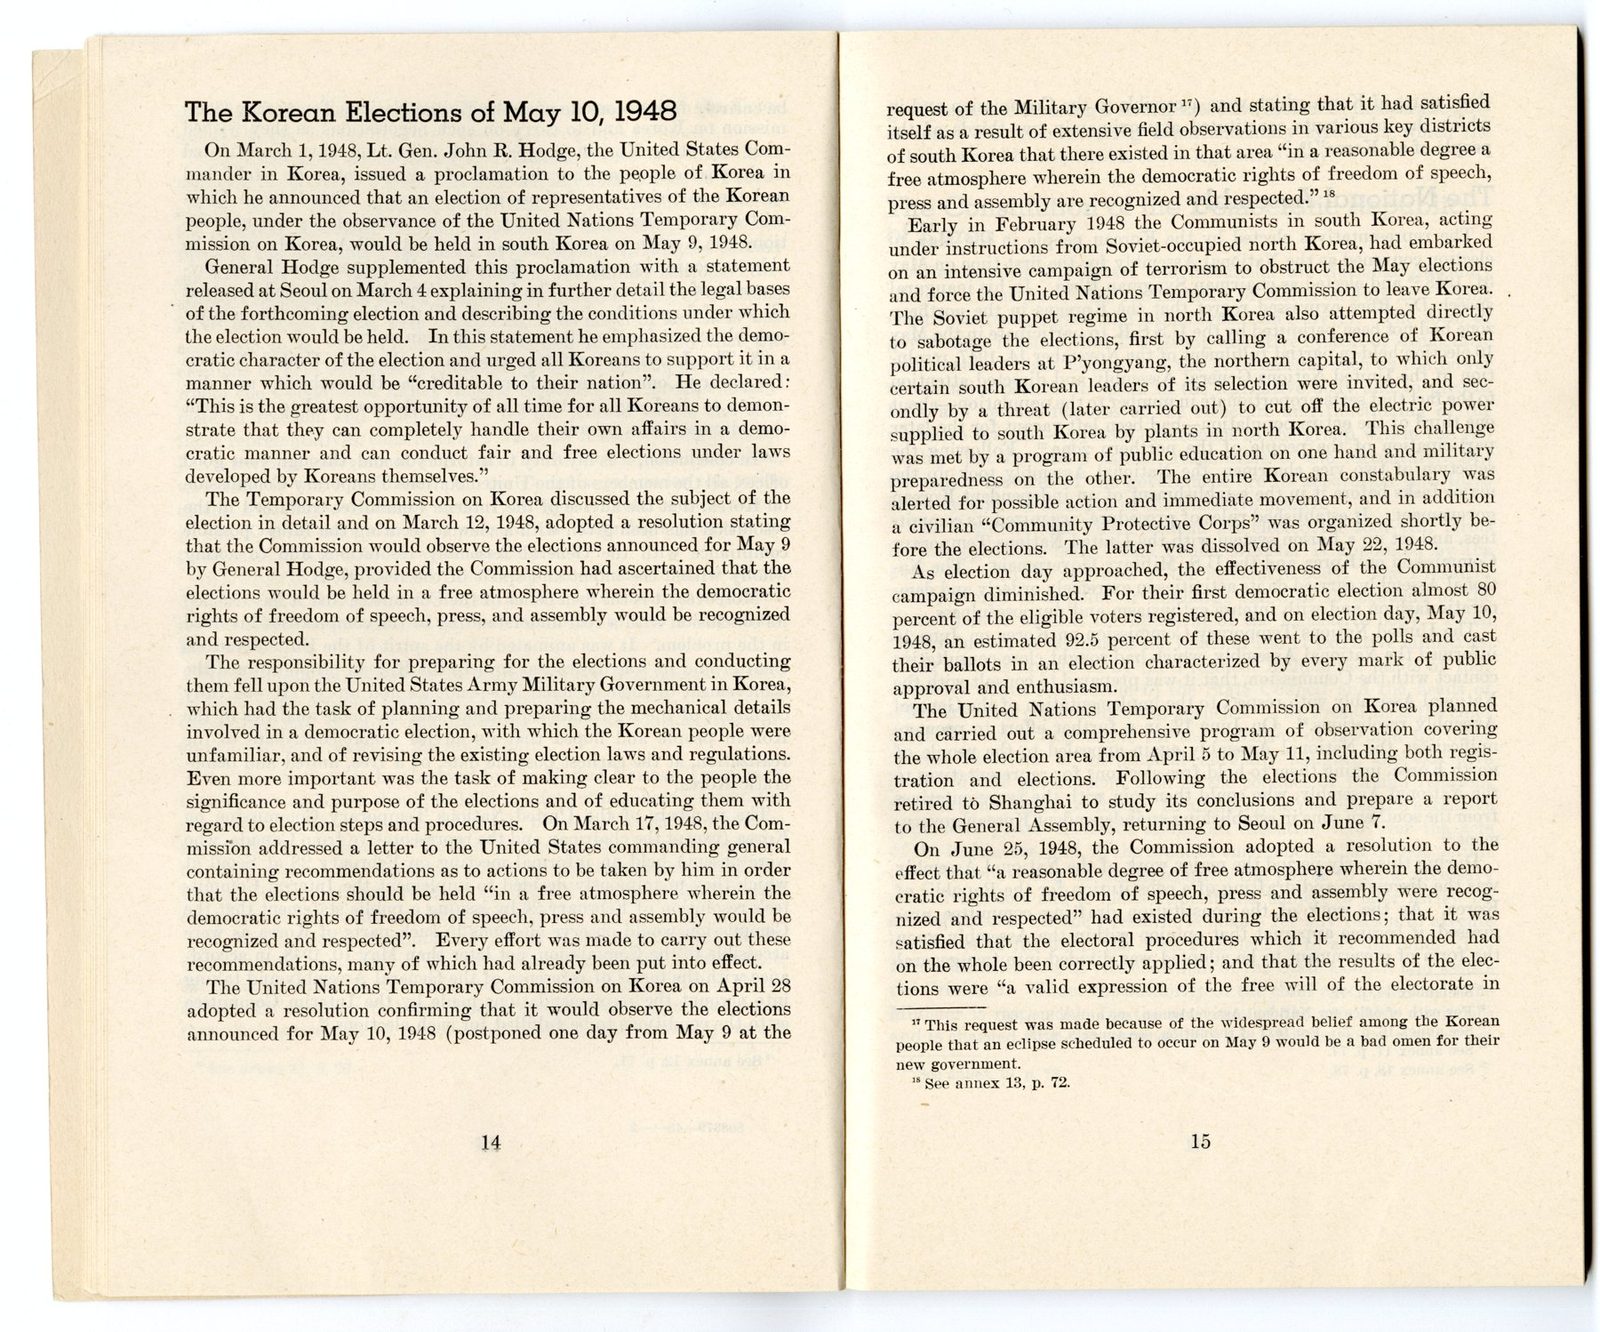 The Korean Elections of May 10, 1948
On March 1, 1948, Lt. Gen. John R. Hodge, the United States Com-
mander in Korea, issued a proclamation to the people of Korea in
which he announced that an election of representatives of the Korean
people, under the observance of the United Nations Temporary Com-
mission on Korea, would be held in south Korea on May 9, 1948.
General Hodge supplemented this proclamation with a statement
released at Seoul on March 4 explaining in further detail the legal bases
of the forthcoming election and describing the conditions under which
the election would be held. In this statement he emphasized the demo-
cratic character of the election and urged all Koreans to support it in a
manner which would be “creditable to their nation”. He declared:
“This is the greatest opportunity of all time for all Koreans to demon-
strate that they can completely handle their own affairs in a demo-
cratic manner and can conduct fair and free elections under laws
developed by Koreans themselves.”
The Temporary Commission on Korea discussed the subject of the
election in detail and on March 12, 1948, adopted a resolution stating
that the Commission would observe the elections announced for May 9
by General Hodge, provided the Commission had ascertained that the
elections would be held in a free atmosphere wherein the democratic
rights of freedom of speech, press, and assembly would be recognized
and respected.
The responsibility for preparing for the elections and conducting
them fell upon the United States Army Military Government in Korea,
which had the task of planning and preparing the mechanical details
involved in a democratic election, with which the Korean people were
unfamiliar, and of revising the existing election laws and regulations.
Even more important was the task of making clear to the people the
significance and purpose of the elections and of educating them with
regard to election steps and procedures. On March 17, 1948, the Com-
mission addressed a letter to the United States commanding general
containing recommendations as to actions to be taken by him in order
that the elections should be held “in a free atmosphere wherein the
democratic rights of freedom of speech, press and assembly would be
recognized and respected”. Every effort was made to carry out these
recommendations, many of which had already been put into effect.
The United Nations Temporary Commission on Korea on April 28
adopted a resolution confirming that it would observe the elections
announced for May 10, 1948 (postponed one day from May 9 at the
14
request of the Military Governor ¹⁷) and stating that it had satisfied
itself as a result of extensive field observations in various key districts
of south Korea that there existed in that area “in a reasonable degree a
free atmosphere wherein the democratic rights of freedom of speech,
press and assembly are recognized and respected.” ¹⁸
Early in February 1948 the Communists in south Korea, acting
under instructions from Soviet-occupied north Korea, had embarked
on an intensive campaign of terrorism to obstruct the May elections
and force the United Nations Temporary Commission to leave Korea.
The Soviet puppet regime in north Korea also attempted directly
to sabotage the elections, first by calling a conference of Korean
political leaders at P’yongyang, the northern capital, to which only
certain south Korean leaders of its selection were invited, and sec-
ondly by a threat (later carried out) to cut off the electric power
supplied to south Korea by plants in north Korea. This challenge
was met by a program of public education on one hand and military
preparedness on the other. The entire Korean constabulary was
alerted for possible action and immediate movement, and in addition
a civilian “Community Protective Corps” was organized shortly be-
fore the elections. The latter was dissolved on May 22, 1948.
As election day approached, the effectiveness of the Communist
campaign diminished. For their first democratic election almost 80
percent of the eligible voters registered, and on election day, May 10,
1948, an estimated 92.5 percent of these went to the polls and cast
their ballots in an election characterized by every mark of public
approval and enthusiasm.
The United Nations Temporary Commission on Korea planned
and carried out a comprehensive program of observation covering
the whole election area from April 5 to May 11, including both regis-
tration and elections. Following the elections the Commission
retired to Shanghai to study its conclusions and prepare a report
to the General Assembly, returning to Seoul on June 7.
On June 25, 1948, the Commission adopted a resolution to the
effect that “a reasonable degree of free atmosphere wherein the demo-
cratic rights of freedom of speech, press and assembly were recog-
nized and respected” had existed during the elections; that it was
satisfied that the electoral procedures which it recommended had
on the whole been correctly applied; and that the results of the elec-
tions were “a valid expression of the free will of the electorate in
¹⁷ This request was made because of the widespread belief among the Korean
people that an eclipse scheduled to occur on May 9 would be a bad omen for their
new government.
¹⁸ See annex 13, p. 72.
15